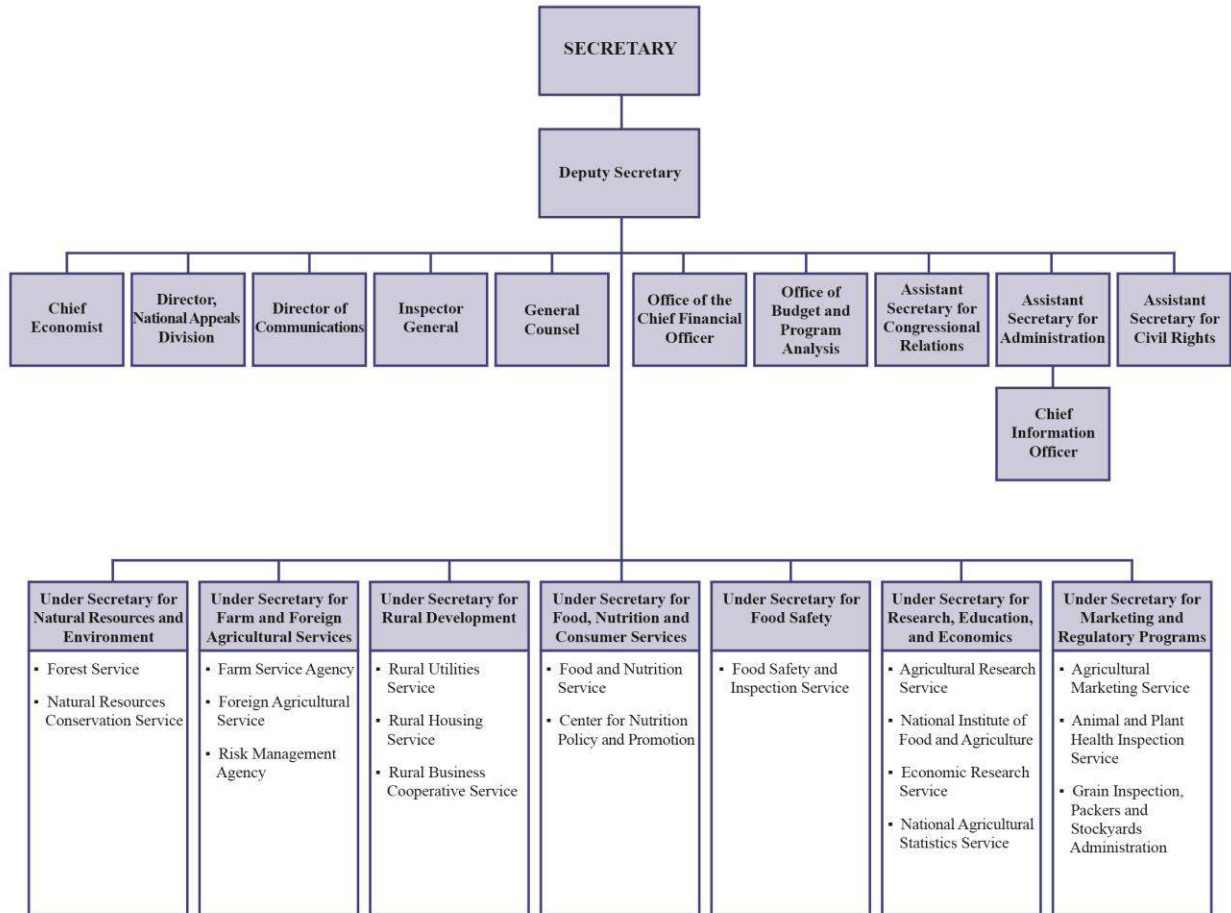 SECRETARY
Deputy Secretary
Chief
Economist
Director,
National Appeals
Division
Director of
Communications
Inspector
General
General
Counsel
Office of the
Chief Financial
Officer
Office of
Budget and
Program
Analysis
Assistant
Secretary for
Congressional
Relations
Assistant
Secretary for
Administration
Assistant
Secretary for
Civil Rights
Chief
Information
Officer
Under Secretary for
Natural Resources and
Environment
▪ Forest Service
▪ Natural Resources
Conservation Service
Under Secretary for
Farm and Foreign
Agricultural Services
▪ Farm Service Agency
▪ Foreign Agricultural
Service
▪ Risk Management
Agency
Under Secretary for
Rural Development
▪ Rural Utilities
Service
▪ Rural Housing
Service
▪ Rural Business
Cooperative Service
Under Secretary for
Food, Nutrition and
Consumer Services
▪ Food and Nutrition
Service
▪ Center for Nutrition
Policy and Promotion
Under Secretary for
Food Safety
▪ Food Safety and
Inspection Service
Under Secretary for
Research, Education,
and Economics
▪ Agricultural Research
Service
▪ National Institute of
Food and Agriculture
▪ Economic Research
Service
▪ National Agricultural
Statistics Service
Under Secretary for
Marketing and
Regulatory Programs
▪ Agricultural
Marketing Service
▪ Animal and Plant
Health Inspection
Service
▪ Grain Inspection,
Packers and
Stockyards
Administration